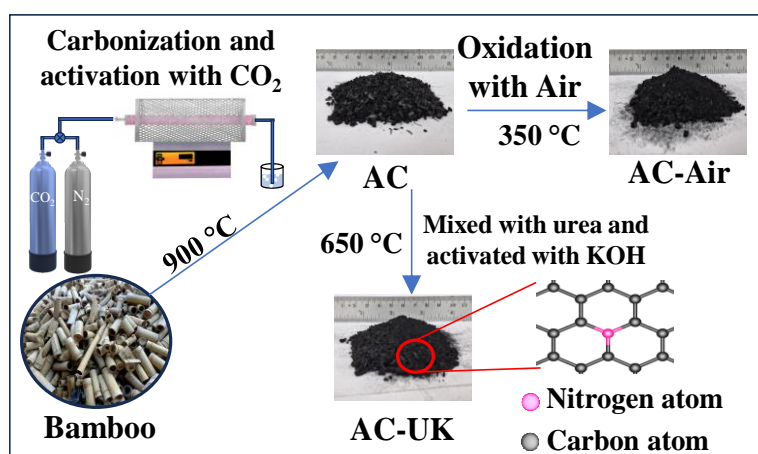 Carbonization and
activation with CO₂
Oxidation
with Air
350 °C
AC
AC-Air
CO₂
N₂
900 °C
650 °C
Mixed with urea and
activated with KOH
Bamboo
AC-UK
Nitrogen atom
Carbon atom